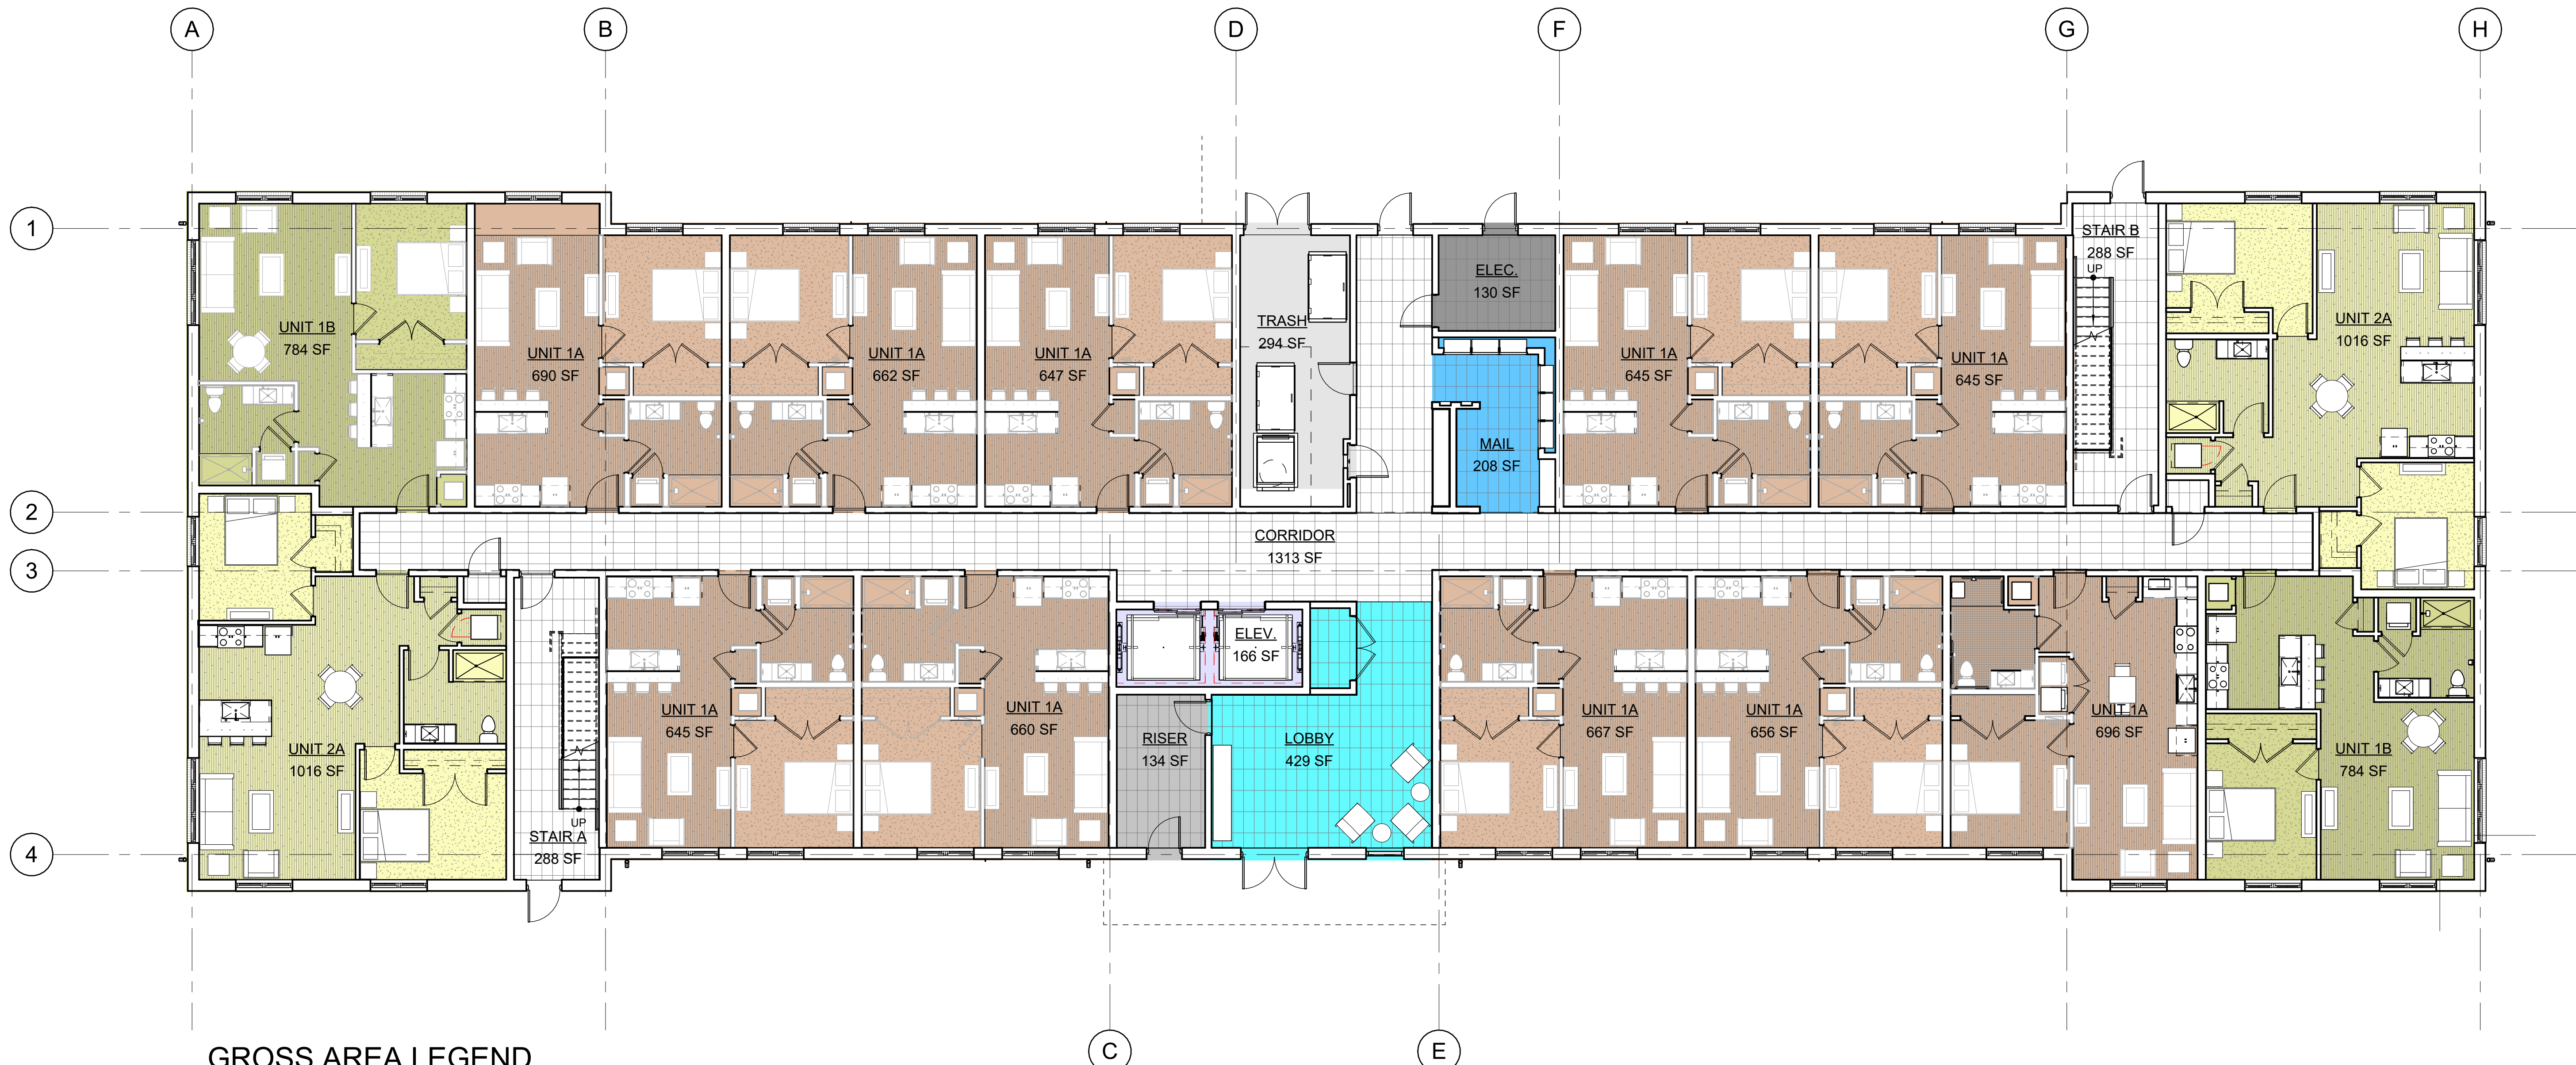 A
B
D
F
G
H
1
STAIR B
288 SF
UP
ELEC.
130 SF
TRASH
294 SF
UNIT 1B
784 SF
UNIT 2A
1016 SF
UNIT 1A
690 SF
UNIT 1A
662 SF
UNIT 1A
647 SF
UNIT 1A
645 SF
UNIT 1A
645 SF
MAIL
208 SF
2
CORRIDOR
1313 SF
3
ELEV.
166 SF
UNIT 1A
645 SF
UNIT 1A
660 SF
UNIT 1A
667 SF
UNIT 1A
656 SF
UNIT 1A
696 SF
RISER
134 SF
LOBBY
429 SF
UNIT 2A
1016 SF
UNIT 1B
784 SF
UP
STAIR A
288 SF
4
C
E
GROSS AREA LEGEND